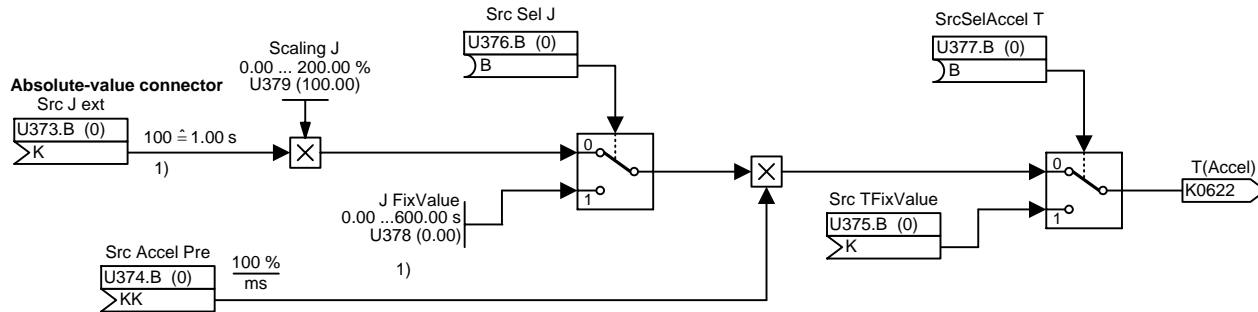 Src Sel J
U376.B (0)
B
SrcSelAccel T
U377.B (0)
B
Scaling J
0.00 ... 200.00 %
U379 (100.00)
Absolute-value connector
Src J ext
U373.B (0)
K
100 ≙ 1.00 s
1)
0
1
J FixValue
0.00 ...600.00 s
U378 (0.00)
1)
Src Accel Pre
U374.B (0)
KK
100 %
ms
Src TFixValue
U375.B (0)
K
0
1
T(Accel)
K0622